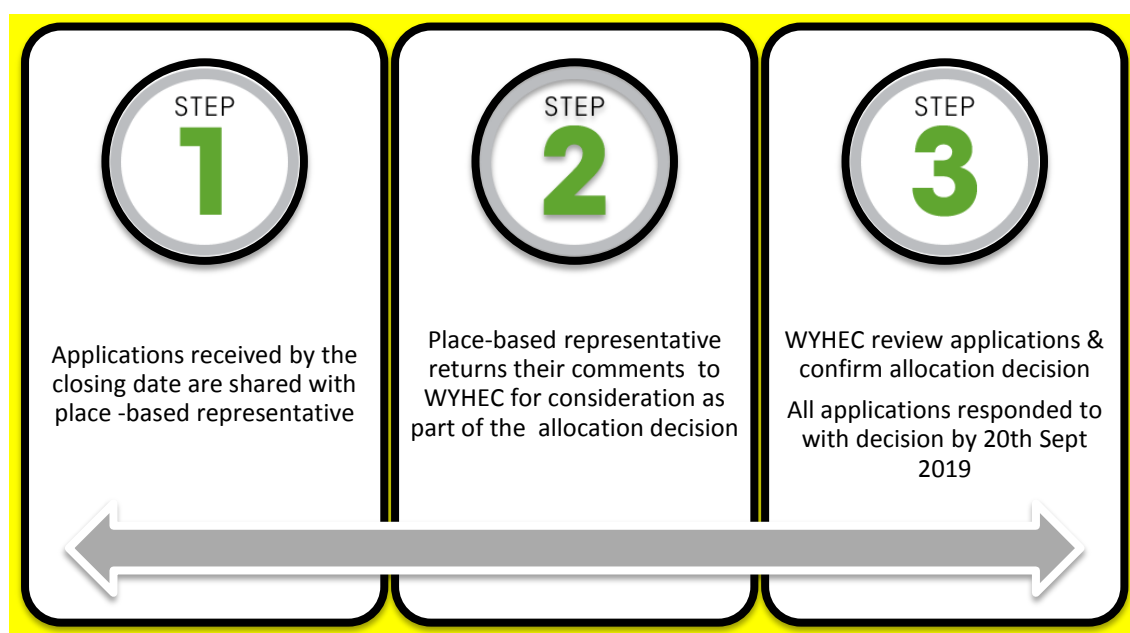 STEP
1
Applications received by the
closing date are shared with
place -based representative
STEP
2
Place-based representative
returns their comments  to
WYHEC for consideration as
part of the  allocation decision
STEP
3
WYHEC review applications &
confirm allocation decision
All applications responded to
with decision by 20th Sept
2019